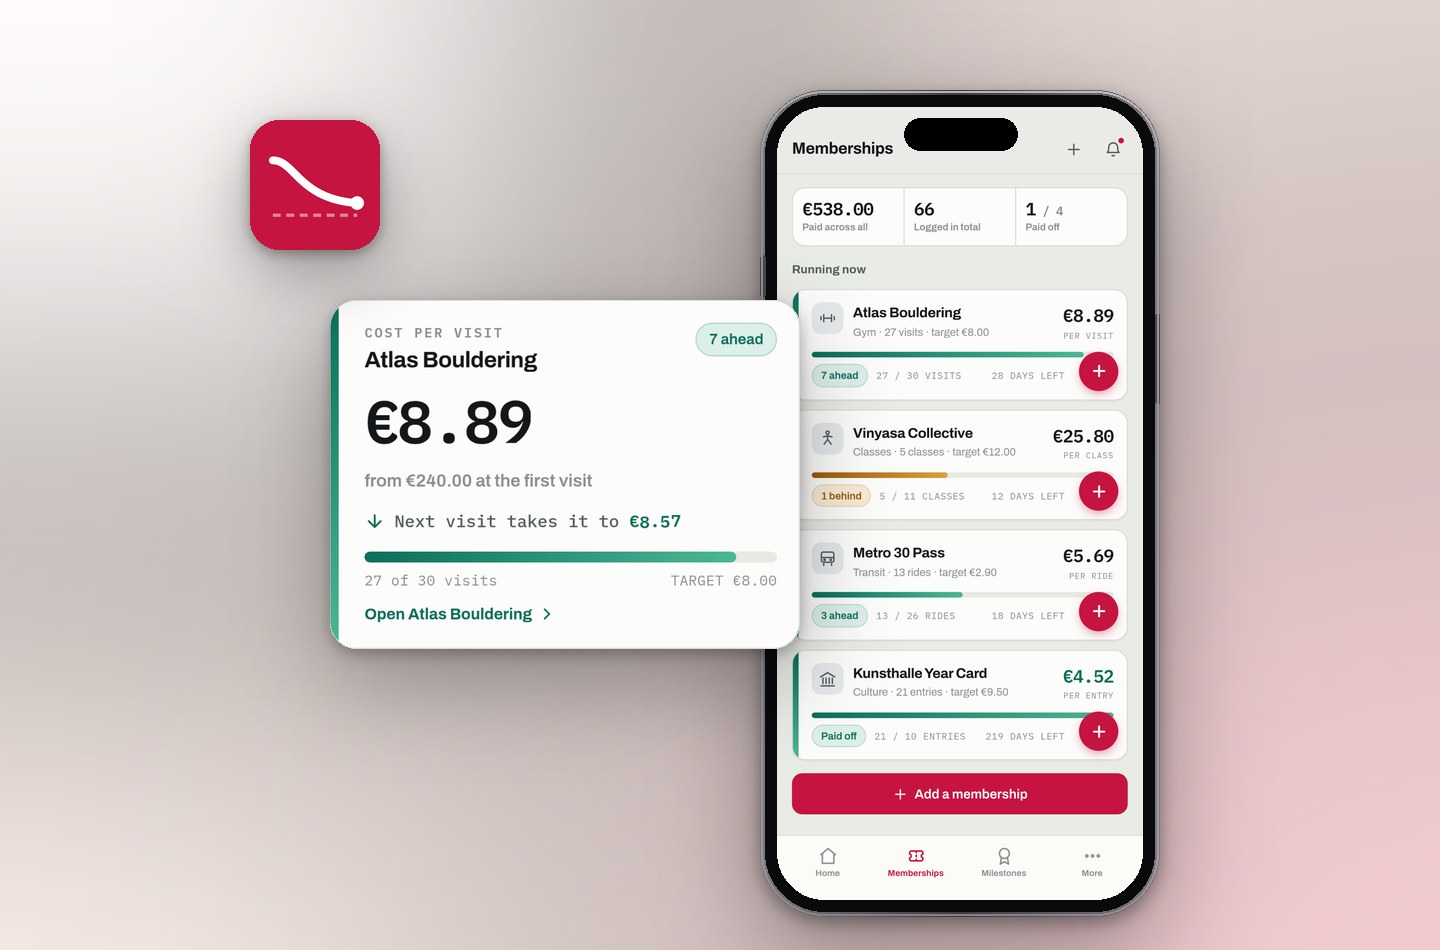 COST PER VISIT
7 ahead
Atlas Bouldering
€8.89
from €240.00 at the first visit
Next visit takes it to €8.57
27 of 30 visits
TARGET €8.00
Open Atlas Bouldering
Memberships
€538.00
Paid across all
66
Logged in total
1 / 4
Paid off
Running now
Atlas Bouldering
€8.89
Gym · 27 visits · target €8.00
PER VISIT
7 ahead
27 / 30 VISITS
28 DAYS LEFT
Vinyasa Collective
€25.80
Classes · 5 classes · target €12.00
PER CLASS
1 behind
5 / 11 CLASSES
12 DAYS LEFT
Metro 30 Pass
€5.69
Transit · 13 rides · target €2.90
PER RIDE
3 ahead
13 / 26 RIDES
18 DAYS LEFT
Kunsthalle Year Card
€4.52
Culture · 21 entries · target €9.50
PER ENTRY
Paid off
21 / 10 ENTRIES
219 DAYS LEFT
Add a membership
Home
Memberships
Milestones
More